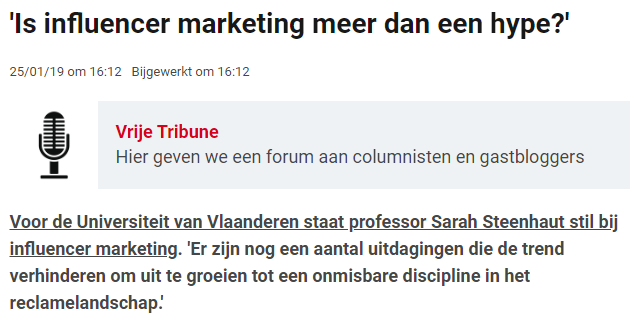 'Is influencer marketing meer dan een hype?'
25/01/19 om 16:12 Bijgewerkt om 16:12
Vrije Tribune
Hier geven we een forum aan columnisten en gastbloggers
Voor de Universiteit van Vlaanderen staat professor Sarah Steenhaut stil bij
influencer marketing. 'Er zijn nog een aantal uitdagingen die de trend
verhinderen om uit te groeien tot een onmisbare discipline in het
reclamelandschap.'